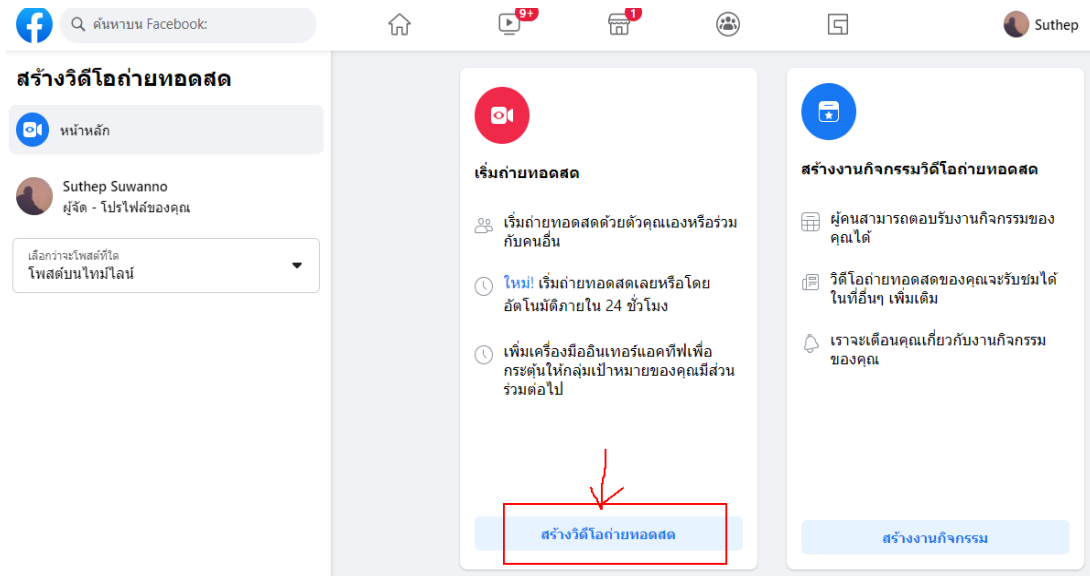 ค้นหาบน Facebook:
9+
1
Suthep
สร้างวิดีโอถ่ายทอดสด
หน้าหลัก
Suthep Suwanno
ผู้จัด - โปรไฟล์ของคุณ
เลือกว่าจะโพสต์ที่ใด
โพสต์บนไทม์ไลน์
เริ่มถ่ายทอดสด
เริ่มถ่ายทอดสดด้วยตัวคุณเองหรือร่วม
กับคนอื่น
ใหม่! เริ่มถ่ายทอดสดเลยหรือโดย
อัตโนมัติภายใน 24 ชั่วโมง
เพิ่มเครื่องมืออินเทอร์แอคทีฟเพื่อ
กระตุ้นให้กลุ่มเป้าหมายของคุณมีส่วน
ร่วมต่อไป
สร้างวิดีโอถ่ายทอดสด
สร้างงานกิจกรรมวิดีโอถ่ายทอดสด
ผู้คนสามารถตอบรับงานกิจกรรมของ
คุณได้
วิดีโอถ่ายทอดสดของคุณจะรับชมได้
ในที่อื่นๆ เพิ่มเติม
เราจะเตือนคุณเกี่ยวกับงานกิจกรรม
ของคุณ
สร้างงานกิจกรรม